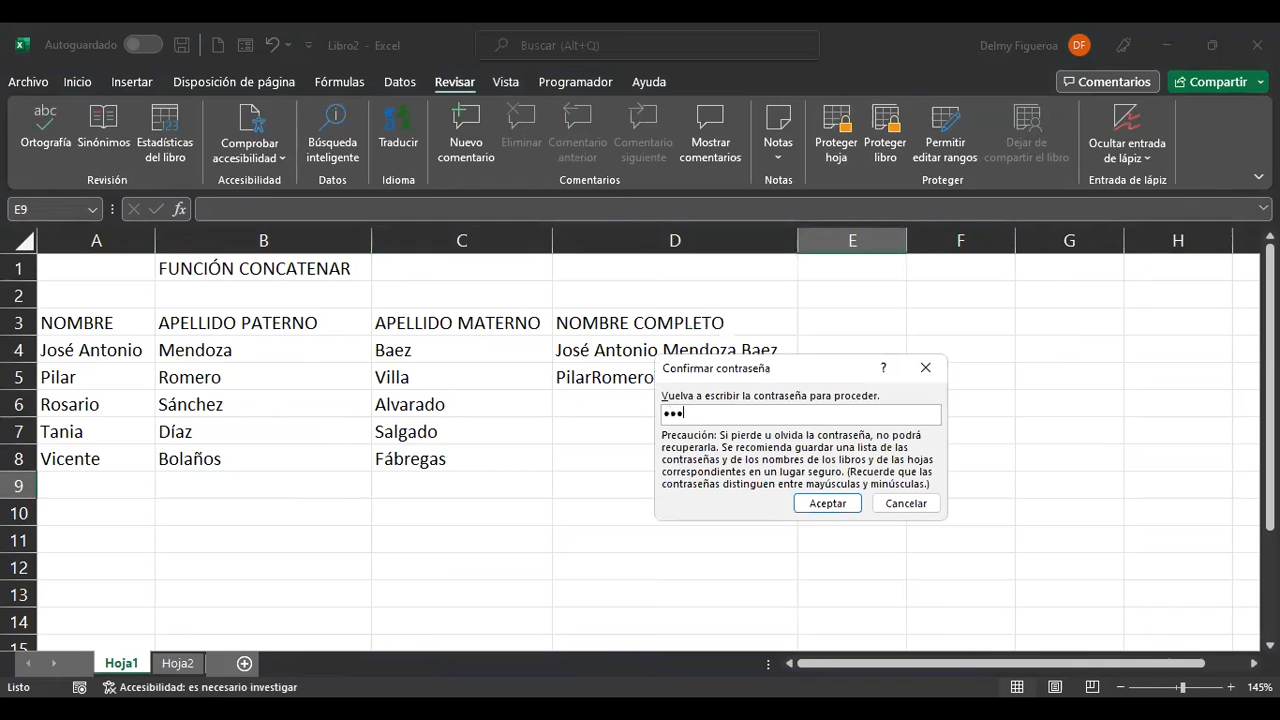 Autoguardado
Libro2 - Excel
Buscar (Alt+Q)
Delmy Figueroa DF
Archivo Inicio Insertar Disposición de página Fórmulas Datos Revisar Vista Programador Ayuda Comentarios Compartir
abc
Ortografía
Sinónimos
Estadísticas
del libro
Revisión
Comprobar
accesibilidad
Accesibilidad
Búsqueda
inteligente
Datos
Traducir
Idioma
Nuevo
comentario
Eliminar
Comentario
anterior
Comentario
siguiente
Mostrar
comentarios
Comentarios
Notas
Notas
Proteger
hoja
Proteger
libro
Permitir
editar rangos
Dejar de
compartir el libro
Proteger
Ocultar entrada
de lápiz
Entrada de lápiz
E9 fx
A B C D E F G H
1 FUNCIÓN CONCATENAR
2
3 NOMBRE APELLIDO PATERNO APELLIDO MATERNO NOMBRE COMPLETO
4 José Antonio Mendoza Baez José Antonio Mendoza Baez
5 Pilar Romero Villa PilarRomero
6 Rosario Sánchez Alvarado
7 Tania Díaz Salgado
8 Vicente Bolaños Fábregas
9
10
11
12
13
14
15
Confirmar contraseña ?
Vuelva a escribir la contraseña para proceder.
•••
Precaución: Si pierde u olvida la contraseña, no podrá
recuperarla. Se recomienda guardar una lista de las
contraseñas y de los nombres de los libros y de las hojas
correspondientes en un lugar seguro. (Recuerde que las
contraseñas distinguen entre mayúsculas y minúsculas.)
Aceptar Cancelar
Hoja1 Hoja2
Listo Accesibilidad: es necesario investigar 145%